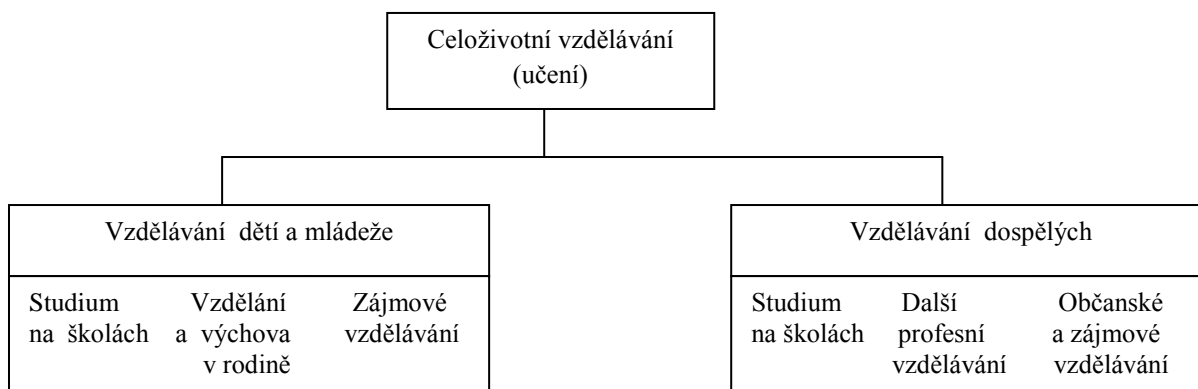 Celoživotní vzdělávání
(učení)
Vzdělávání dětí a mládeže
Studium
na školách
Vzdělání
a výchova
v rodině
Zájmové
vzdělávání
Vzdělávání dospělých
Studium
na školách
Další
profesní
vzdělávání
Občanské
a zájmové
vzdělávání